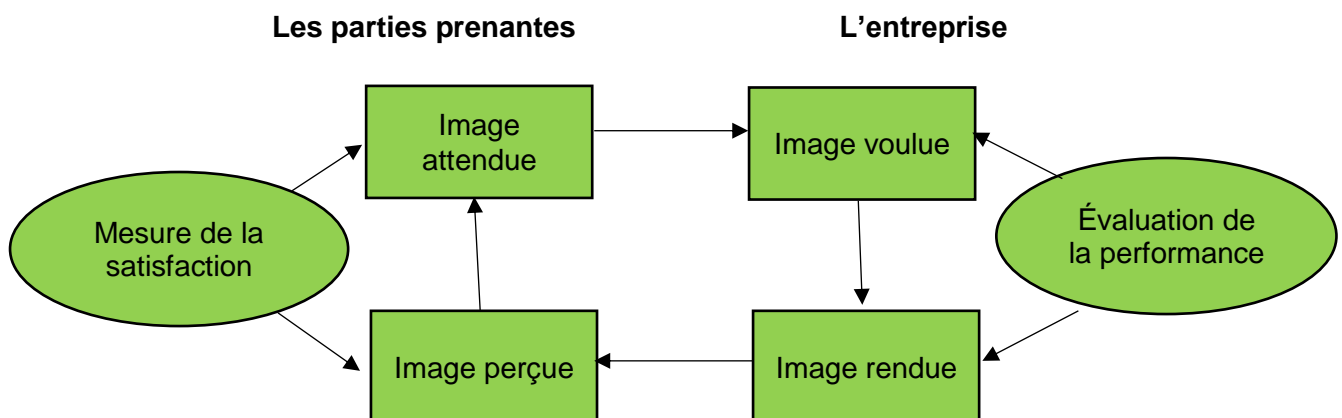 Les parties prenantes
L’entreprise
Image
attendue
Image voulue
Mesure de la
satisfaction
Évaluation de
la performance
Image perçue
Image rendue